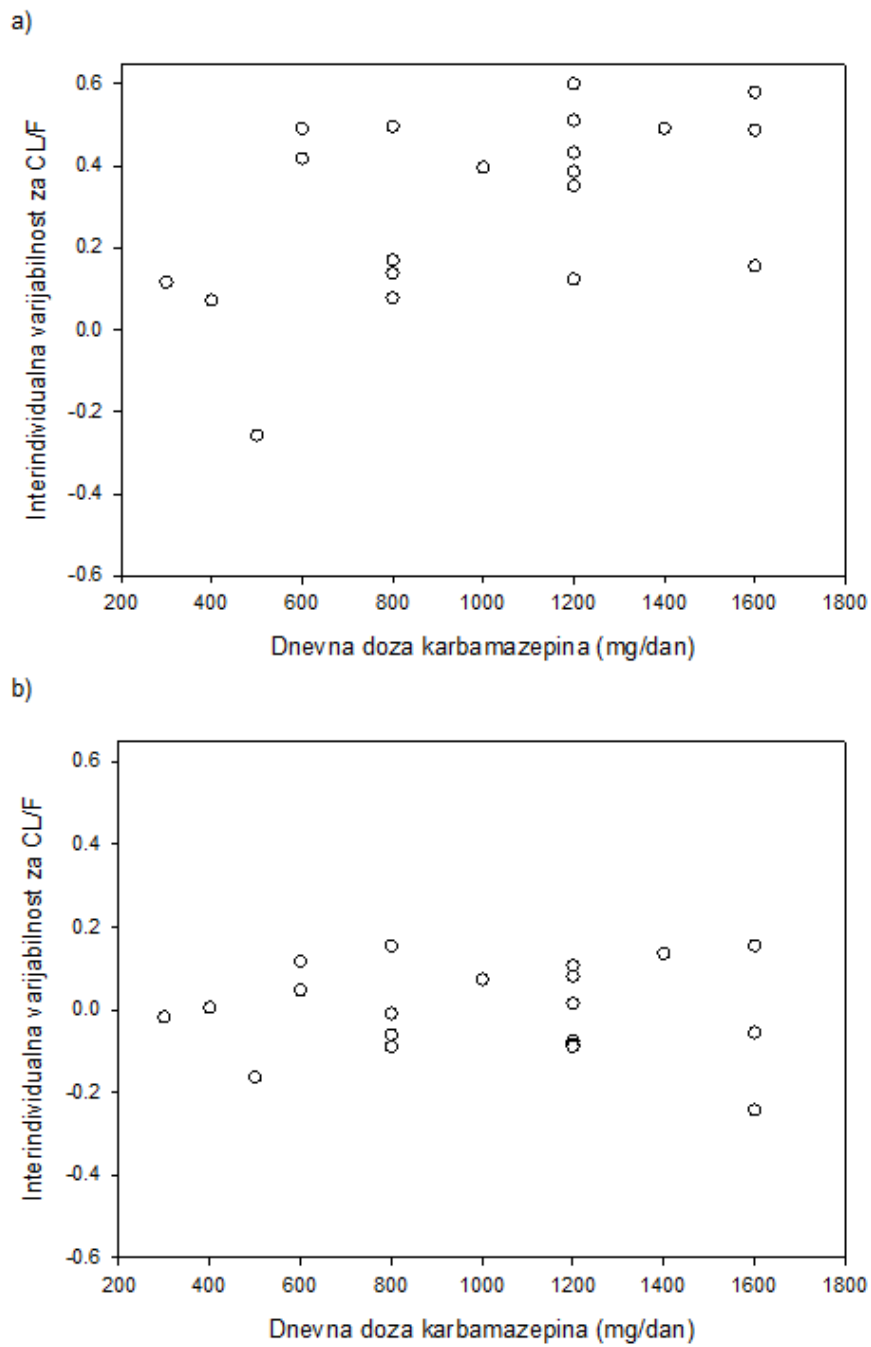 a)
Interindividualna varijabilnost za CL/F
0.6
0.4
0.2
0.0
-0.2
-0.4
-0.6
200 400 600 800 1000 1200 1400 1600 1800
Dnevna doza karbamazepina (mg/dan)
b)
Interindividualna varijabilnost za CL/F
0.6
0.4
0.2
0.0
-0.2
-0.4
-0.6
200 400 600 800 1000 1200 1400 1600 1800
Dnevna doza karbamazepina (mg/dan)